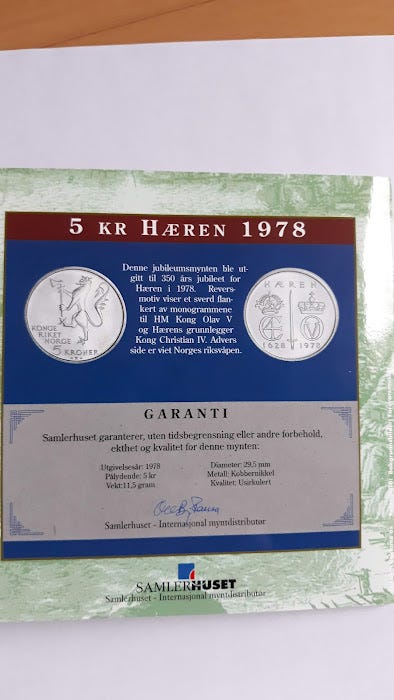 5 KR HÆREN 1978
Denne jubileumsmynten ble ut-
gitt til 350 års jubileet for
Hæren i 1978. Revers-
motiv viser et sverd flan-
kert av monogrammene
til HM Kong Olav V
og Hærens grunnlegger
Kong Christian IV. Advers
side er viet Norges riksvåpen.
KONGE
RIKET
NORGE
5 KRONER
HÆREN
1628 1978
GARANTI
Samlerhuset garanterer, uten tidsbegrensning eller andre forbehold,
ekthet og kvalitet for denne mynten:
Utgivelsesår: 1978
Pålydende: 5 kr
Vekt:11,5 gram
Diameter: 29,5 mm
Metall: Kobbernikkel
Kvalitet: Usirkulert
Samlerhuset - Internasjonal myntdistributør
SAMLERHUSET
Samlerhuset - Internasjonal myntdistributør